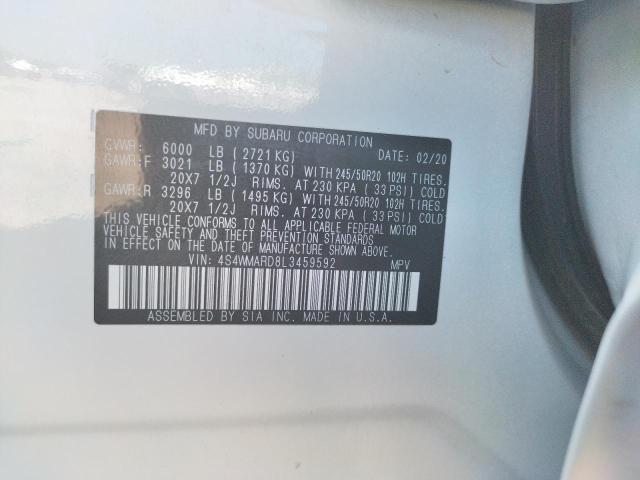 MFD BY SUBARU CORPORATION
GVWR: 6000 LB ( 2721 KG) DATE: 02/20
GAWR:F 3021 LB ( 1370 KG) WITH 245/50R20 102H TIRES.
20X7 1/2J RIMS. AT 230 KPA ( 33 PSI) COLD
GAWR:R 3296 LB ( 1495 KG) WITH 245/50R20 102H TIRES.
20X7 1/2J RIMS. AT 230 KPA ( 33 PSI) COLD
THIS VEHICLE CONFORMS TO ALL APPLICABLE FEDERAL MOTOR
VEHICLE SAFETY AND THEFT PREVENTION STANDARDS
IN EFFECT ON THE DATE OF MANUFACTURE SHOWN ABOVE.
VIN: 4S4WMARD8L3459592 MPV
ASSEMBLED BY SIA INC. MADE IN U.S.A.